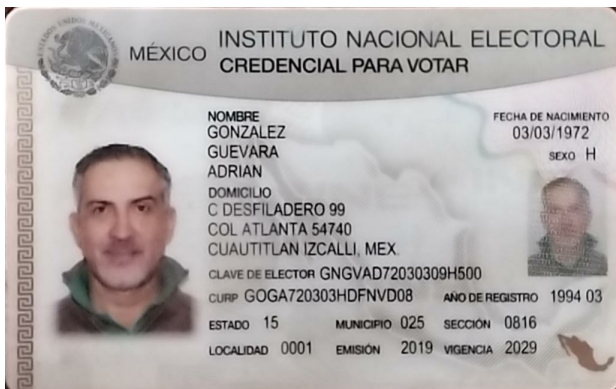 MÉXICO
INSTITUTO NACIONAL ELECTORAL
CREDENCIAL PARA VOTAR
NOMBRE
GONZALEZ
GUEVARA
ADRIAN
FECHA DE NACIMIENTO
03/03/1972
SEXO H
DOMICILIO
C DESFILADERO 99
COL ATLANTA 54740
CUAUTITLAN IZCALLI, MEX.
CLAVE DE ELECTOR GNGVAD72030309H500
CURP GOGA720303HDFNVD08 AÑO DE REGISTRO 1994 03
ESTADO 15 MUNICIPIO 025 SECCIÓN 0816
LOCALIDAD 0001 EMISIÓN 2019 VIGENCIA 2029